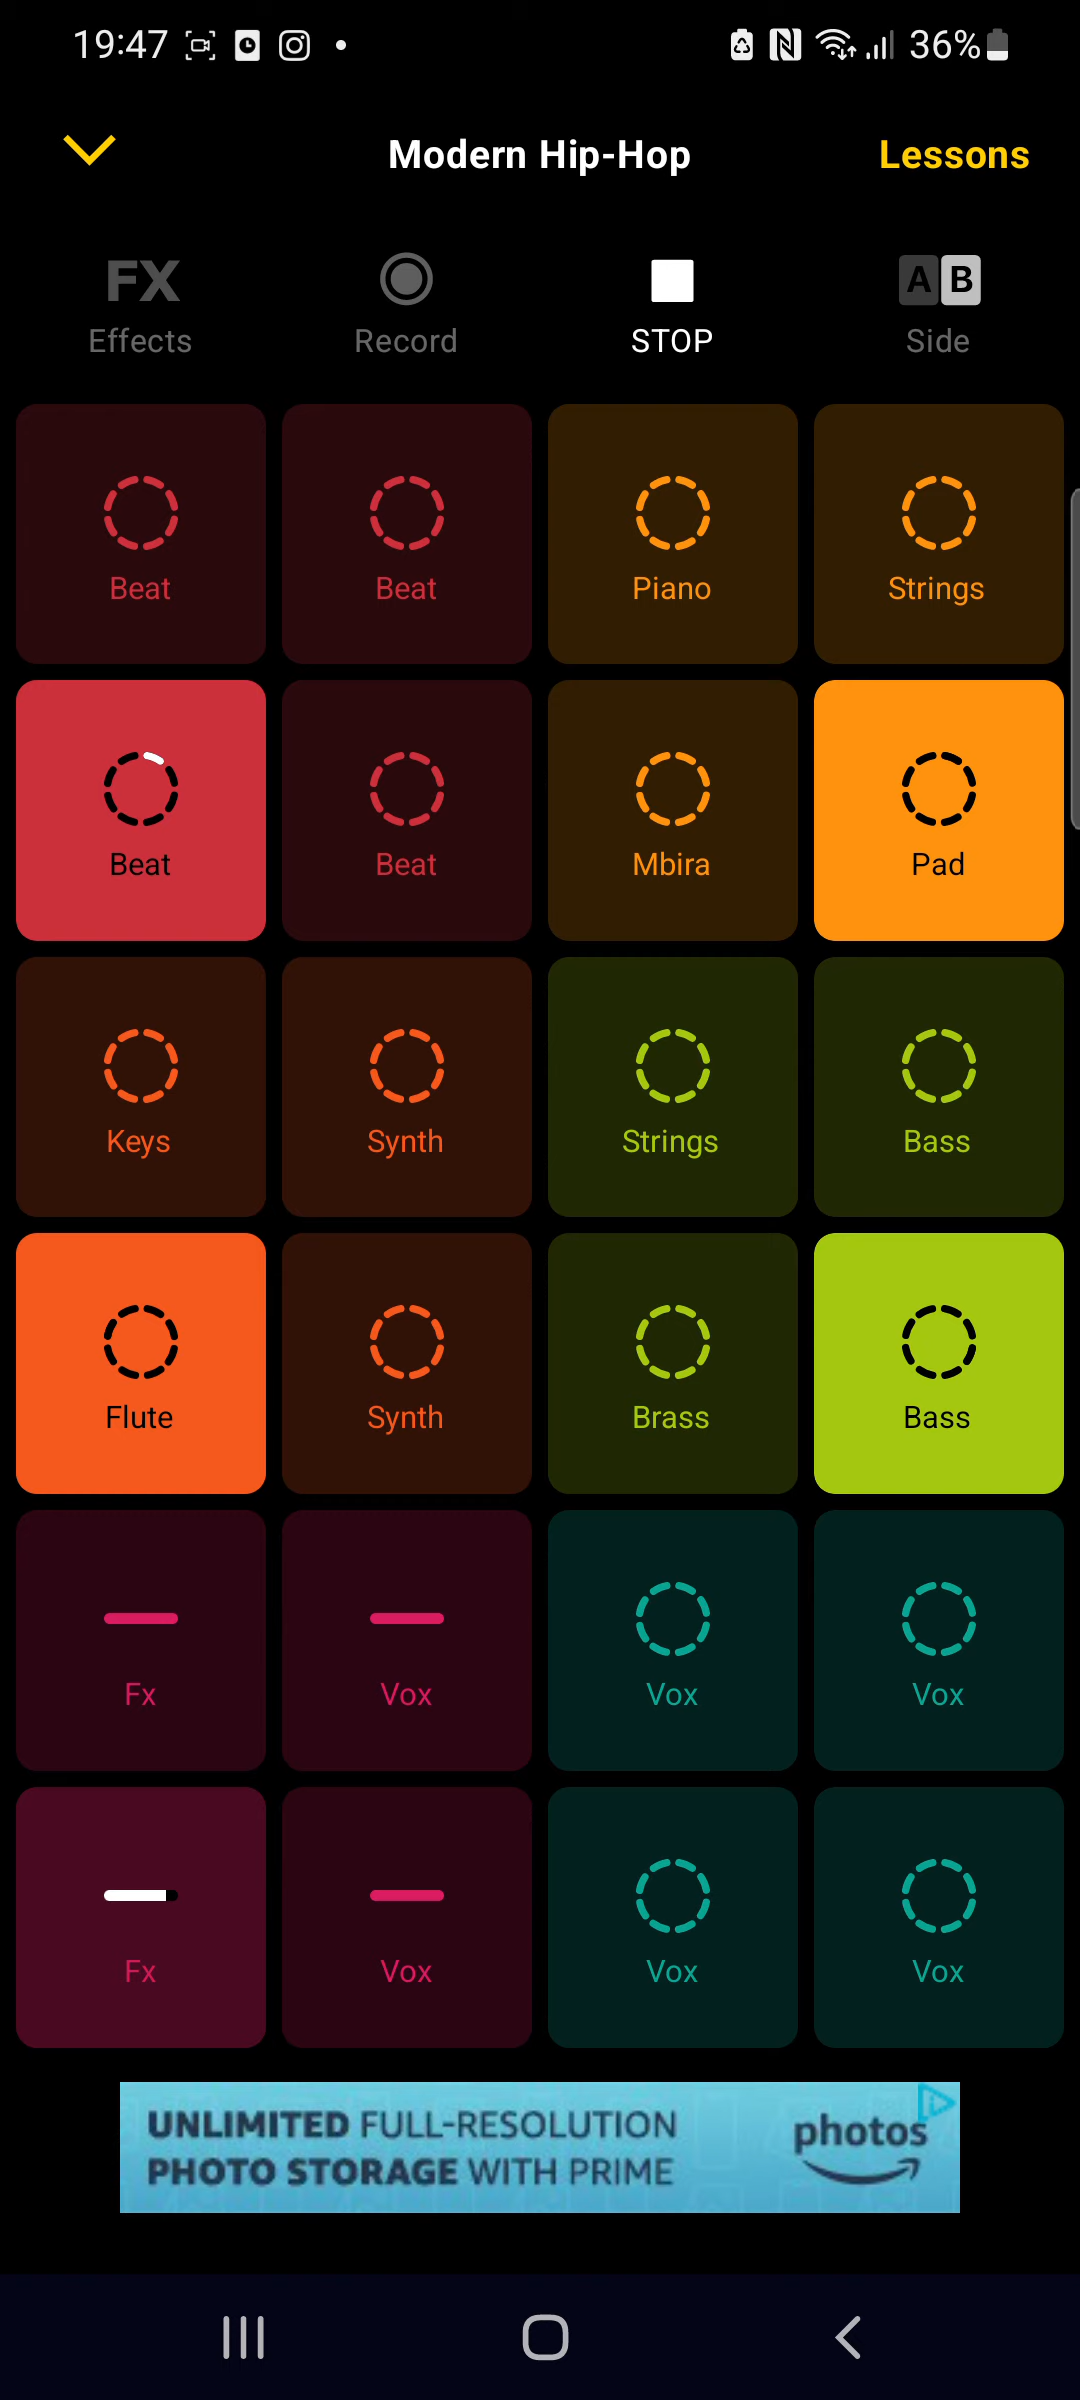 19:47 36%
Modern Hip-Hop Lessons
FX A B
Effects Record STOP Side
Beat Beat Piano Strings
Beat Beat Mbira Pad
Keys Synth Strings Bass
Flute Synth Brass Bass
Fx Vox Vox Vox
Fx Vox Vox Vox
UNLIMITED FULL-RESOLUTION
PHOTO STORAGE WITH PRIME
photos